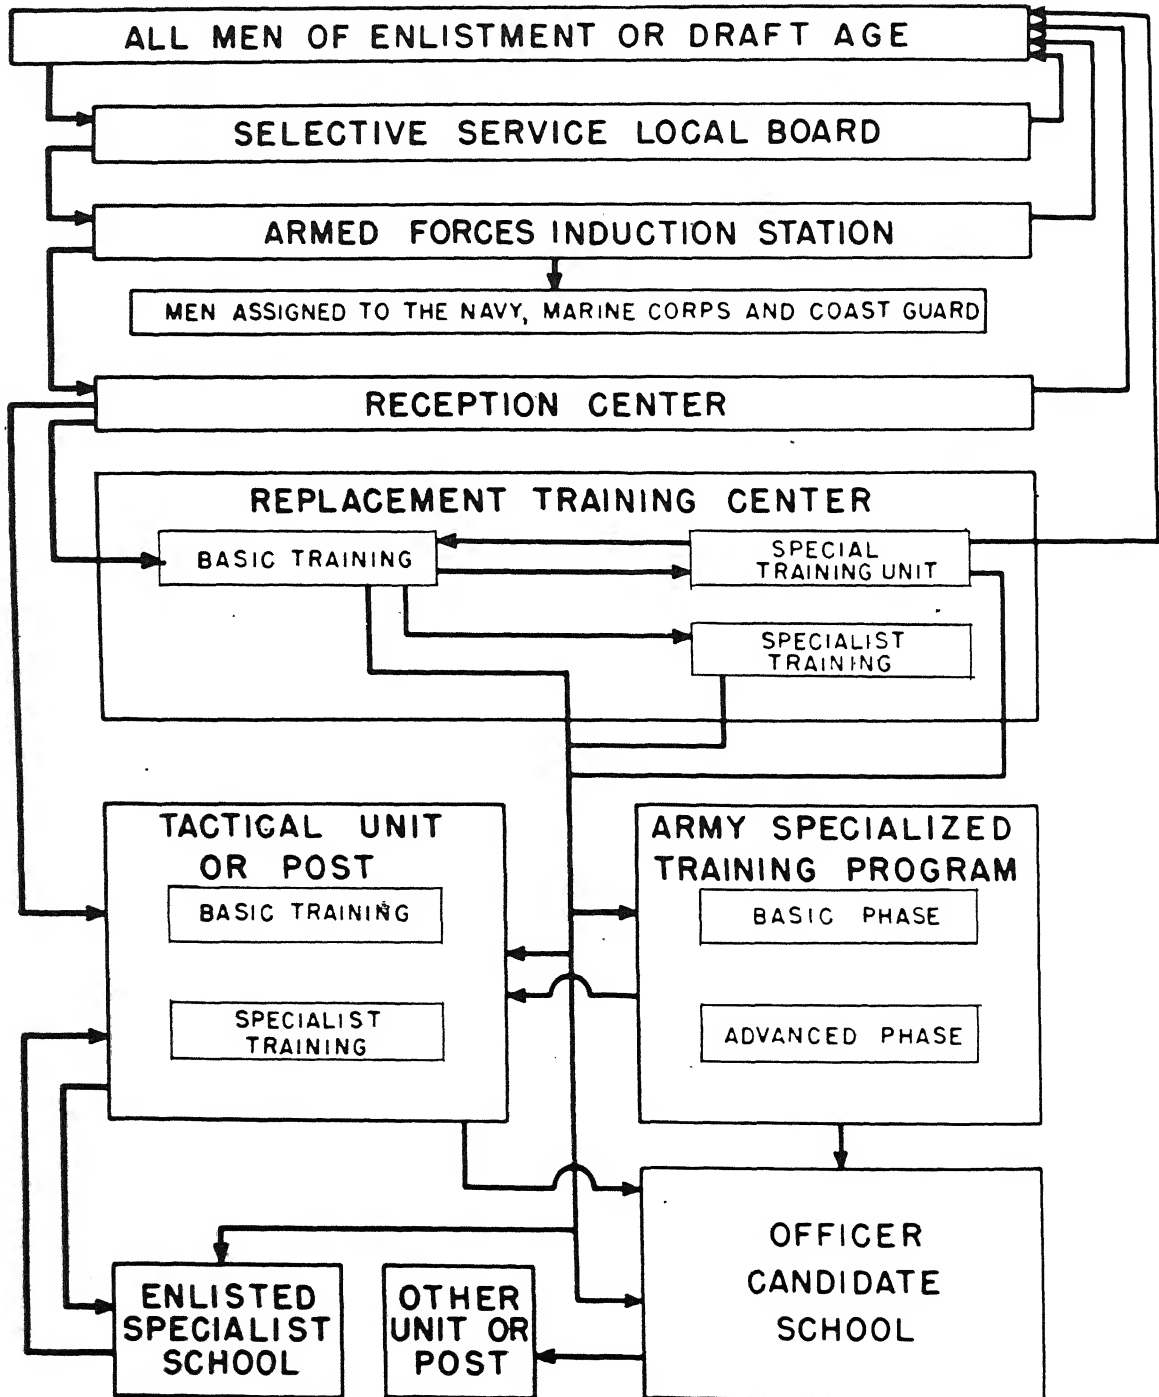 ALL MEN OF ENLISTMENT OR DRAFT AGE
SELECTIVE SERVICE LOCAL BOARD
ARMED FORCES INDUCTION STATION
MEN ASSIGNED TO THE NAVY, MARINE CORPS AND COAST GUARD
RECEPTION CENTER
REPLACEMENT TRAINING CENTER
BASIC TRAINING
SPECIAL
TRAINING UNIT
SPECIALIST
TRAINING
TACTICAL UNIT
OR POST
BASIC TRAINING
SPECIALIST
TRAINING
ARMY SPECIALIZED
TRAINING PROGRAM
BASIC PHASE
ADVANCED PHASE
ENLISTED
SPECIALIST
SCHOOL
OTHER
UNIT OR
POST
OFFICER
CANDIDATE
SCHOOL